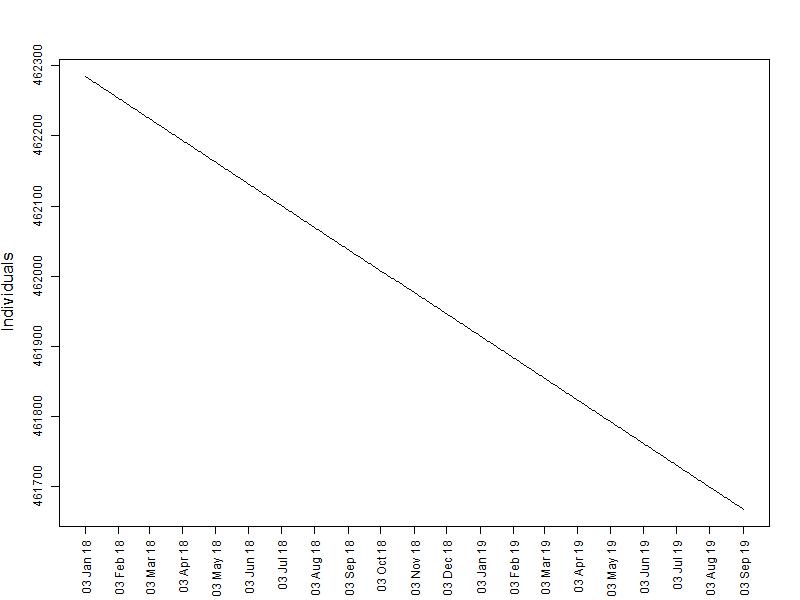 Individuals
462300
462200
462100
462000
461900
461800
461700
03 Jan 18
03 Feb 18
03 Mar 18
03 Apr 18
03 May 18
03 Jun 18
03 Jul 18
03 Aug 18
03 Sep 18
03 Oct 18
03 Nov 18
03 Dec 18
03 Jan 19
03 Feb 19
03 Mar 19
03 Apr 19
03 May 19
03 Jun 19
03 Jul 19
03 Aug 19
03 Sep 19